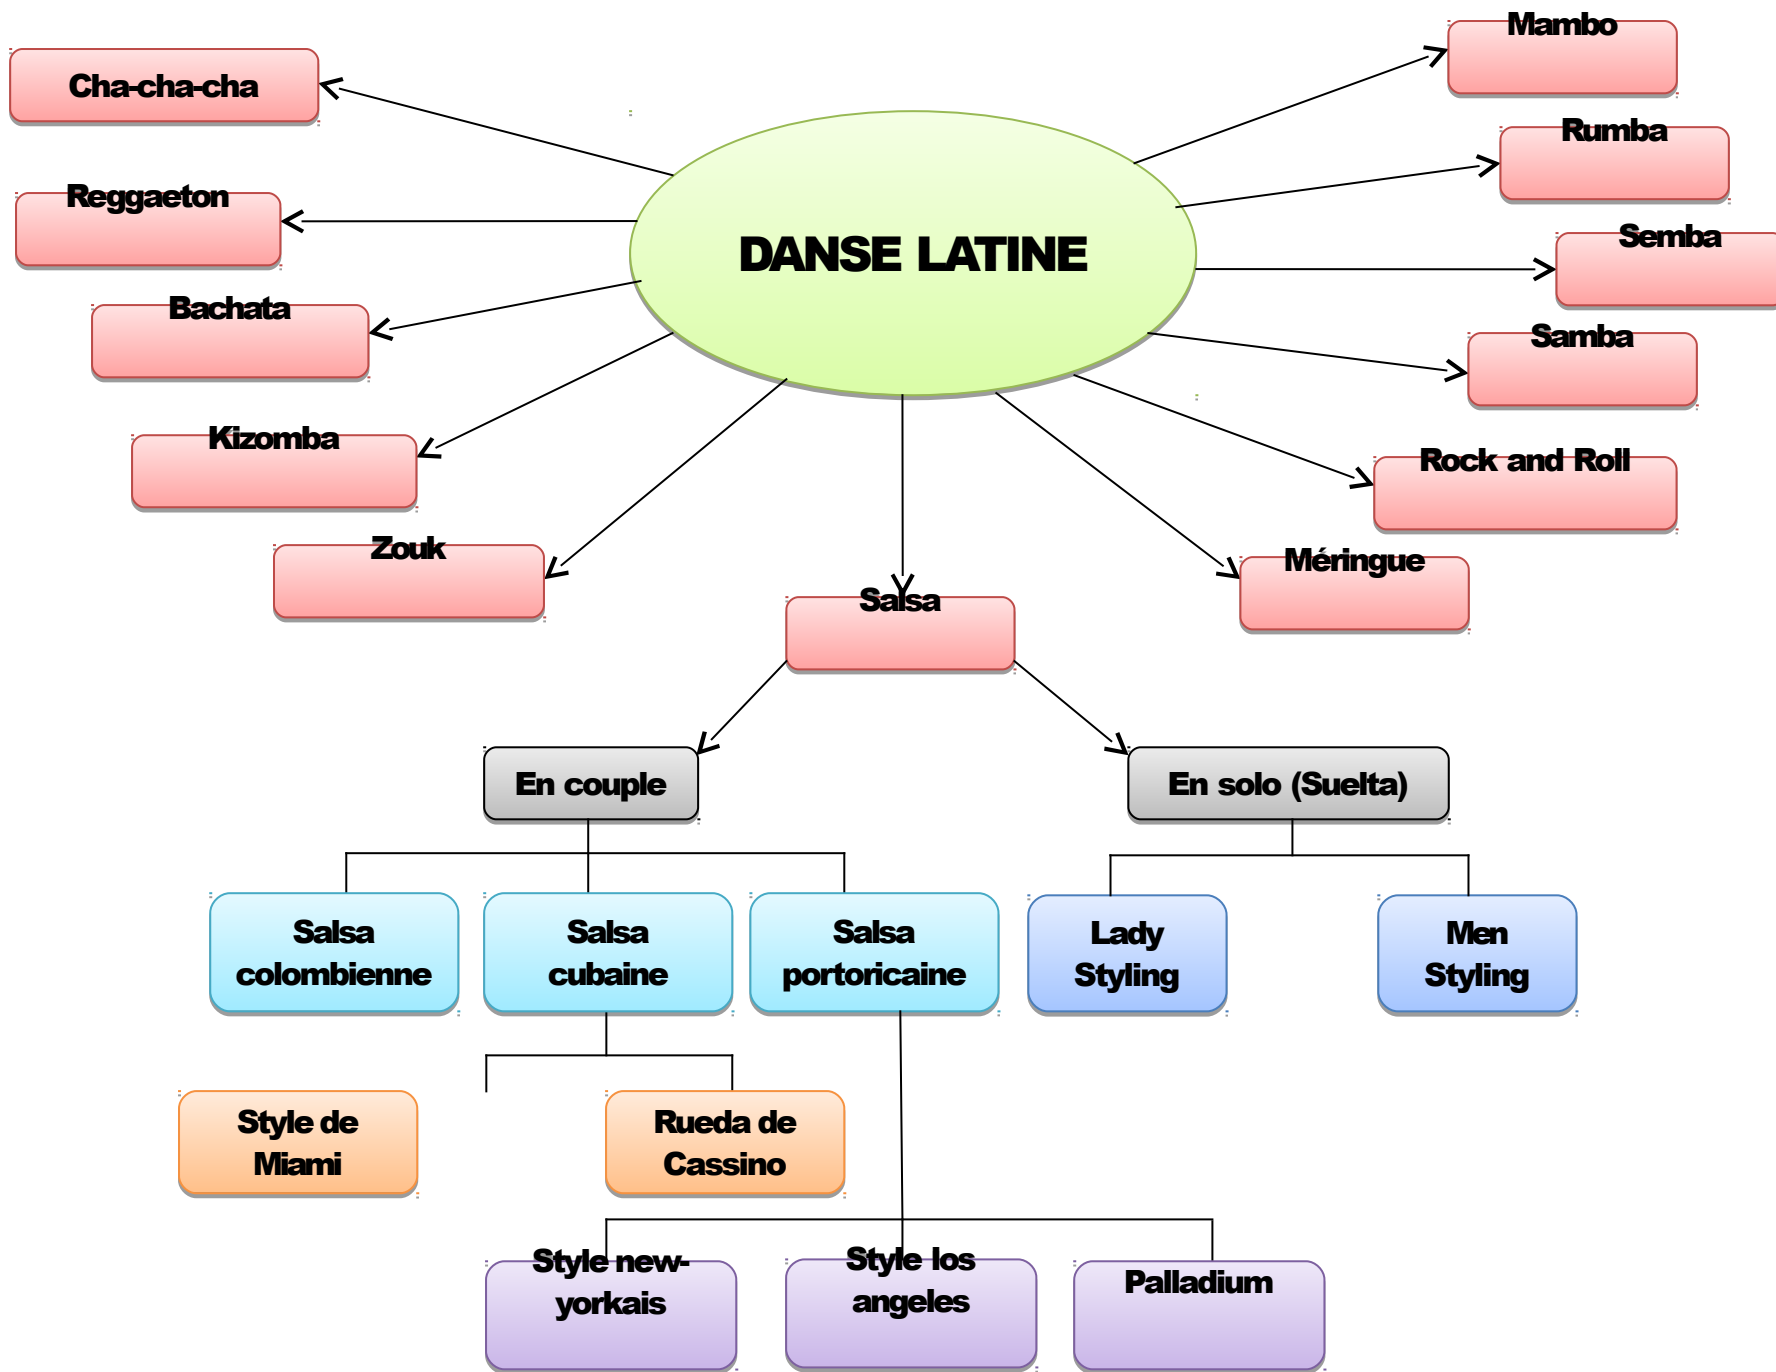 Mambo
Cha-cha-cha
Rumba
Reggaeton
Semba
DANSE LATINE
Bachata
Samba
Kizomba
Rock and Roll
Zouk
Méringue
Salsa
En couple
En solo (Suelta)
Salsa
colombienne
Salsa
cubaine
Salsa
portoricaine
Lady
Styling
Men
Styling
Style de
Miami
Rueda de
Cassino
Style new-
yorkais
Style los
angeles
Palladium